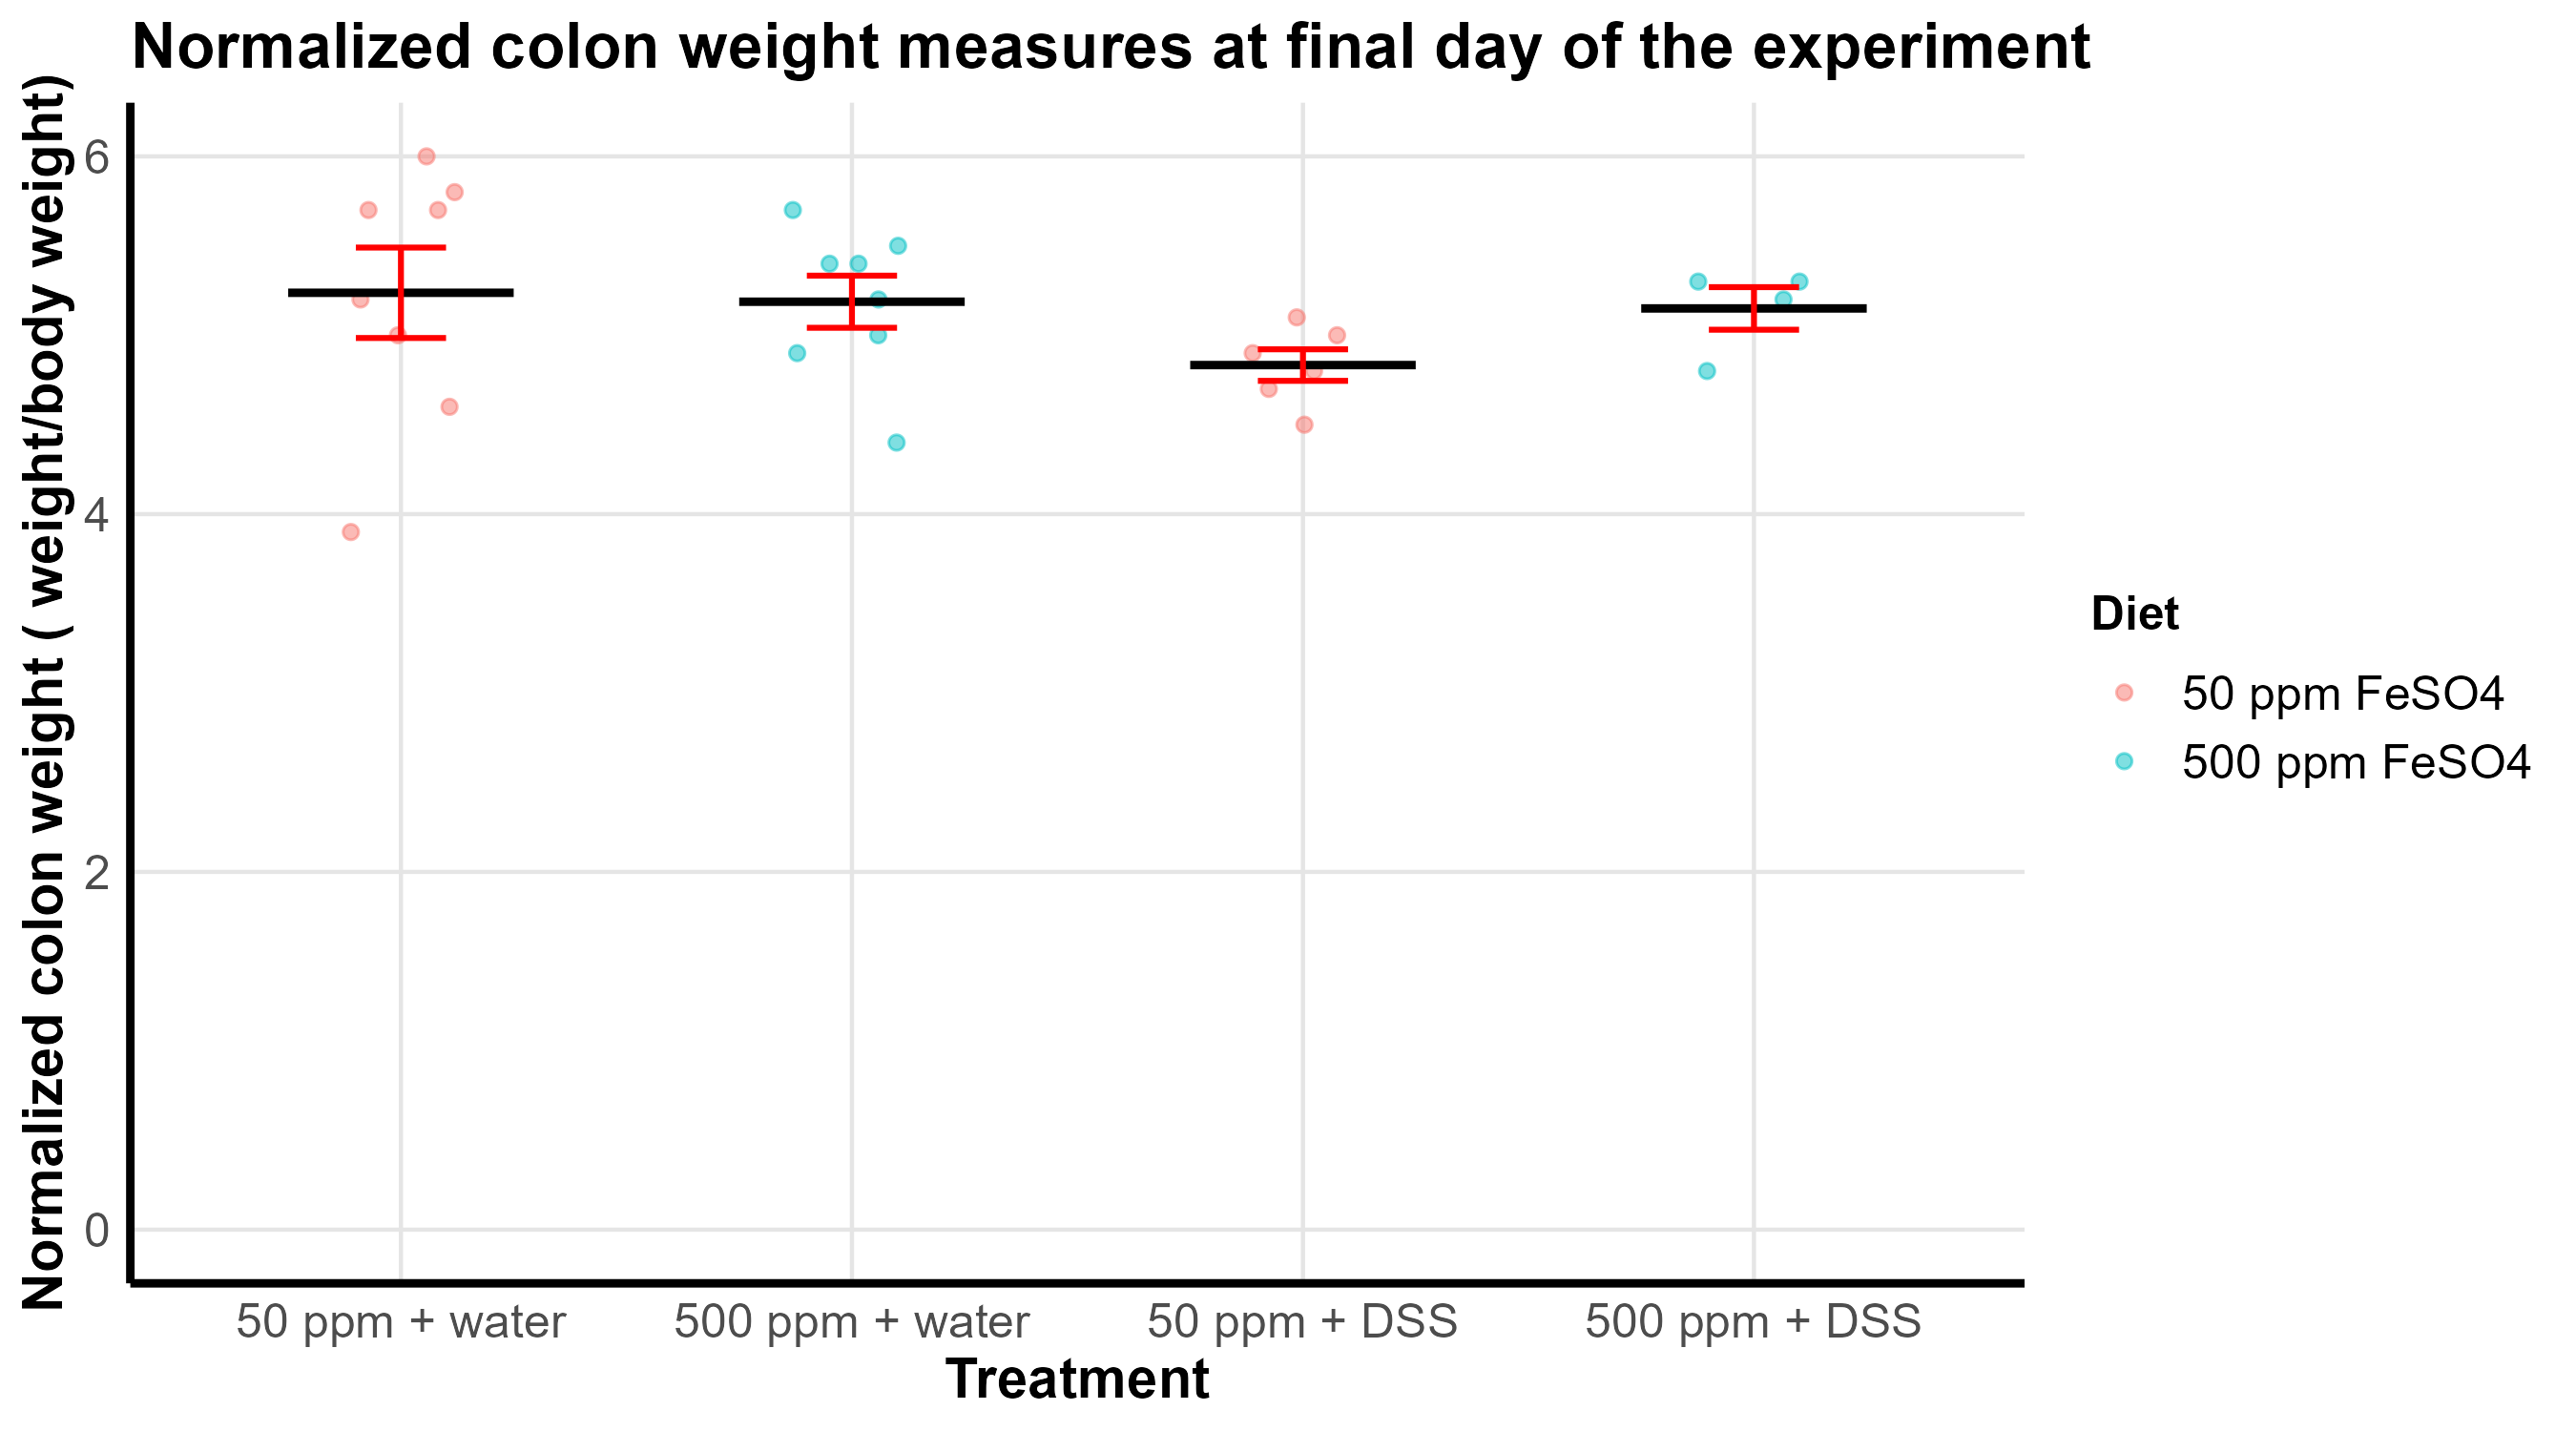 Normalized colon weight measures at final day of the experiment
Normalized colon weight ( weight/body weight)
6
4
2
0
50 ppm + water
500 ppm + water
50 ppm + DSS
500 ppm + DSS
Treatment
Diet
50 ppm FeSO4
500 ppm FeSO4